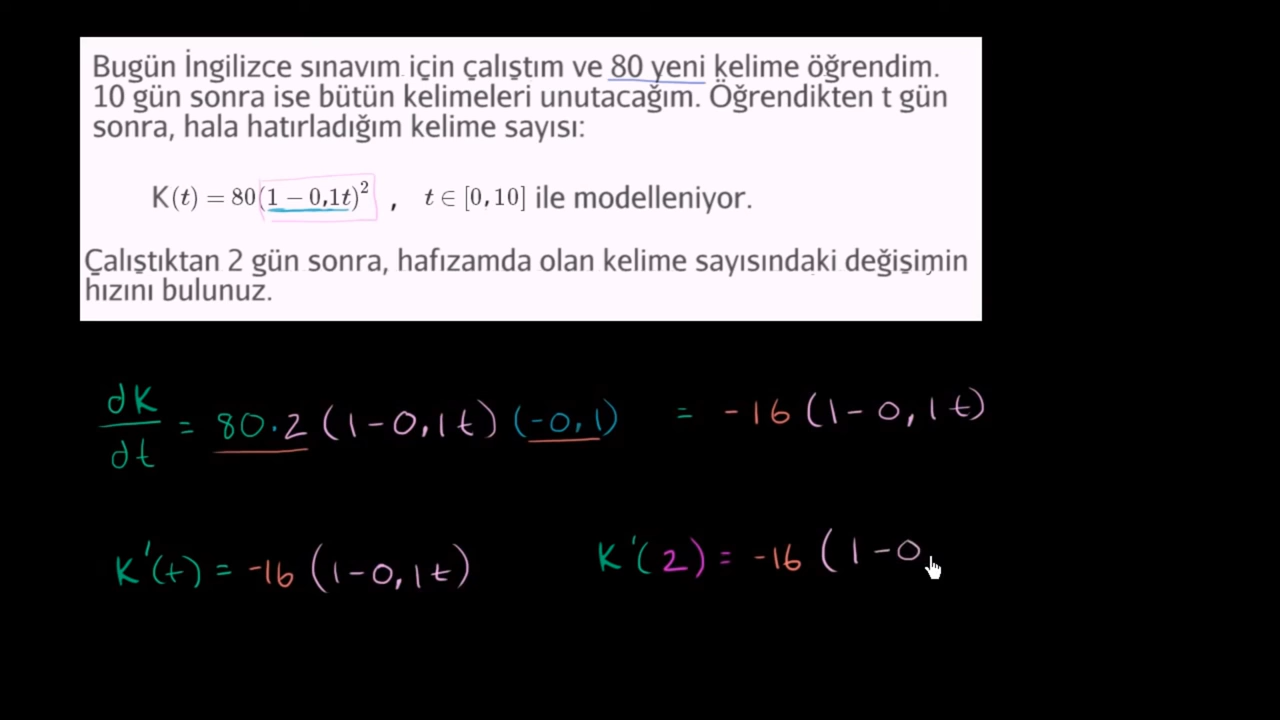 Bugün İngilizce sınavım için çalıştım ve 80 yeni kelime öğrendim.
10 gün sonra ise bütün kelimeleri unutacağım. Öğrendikten t gün
sonra, hala hatırladığım kelime sayısı:
K(t) = 80(1 − 0,1t)² , t ∈ [0,10] ile modelleniyor.
Çalıştıktan 2 gün sonra, hafızamda olan kelime sayısındaki değişimin
hızını bulunuz.
dK/dt = 80·2 (1-0,1t) (-0,1) = -16 (1-0,1t)
K'(t) = -16 (1-0,1t) K'(2) = -16 (1-0,